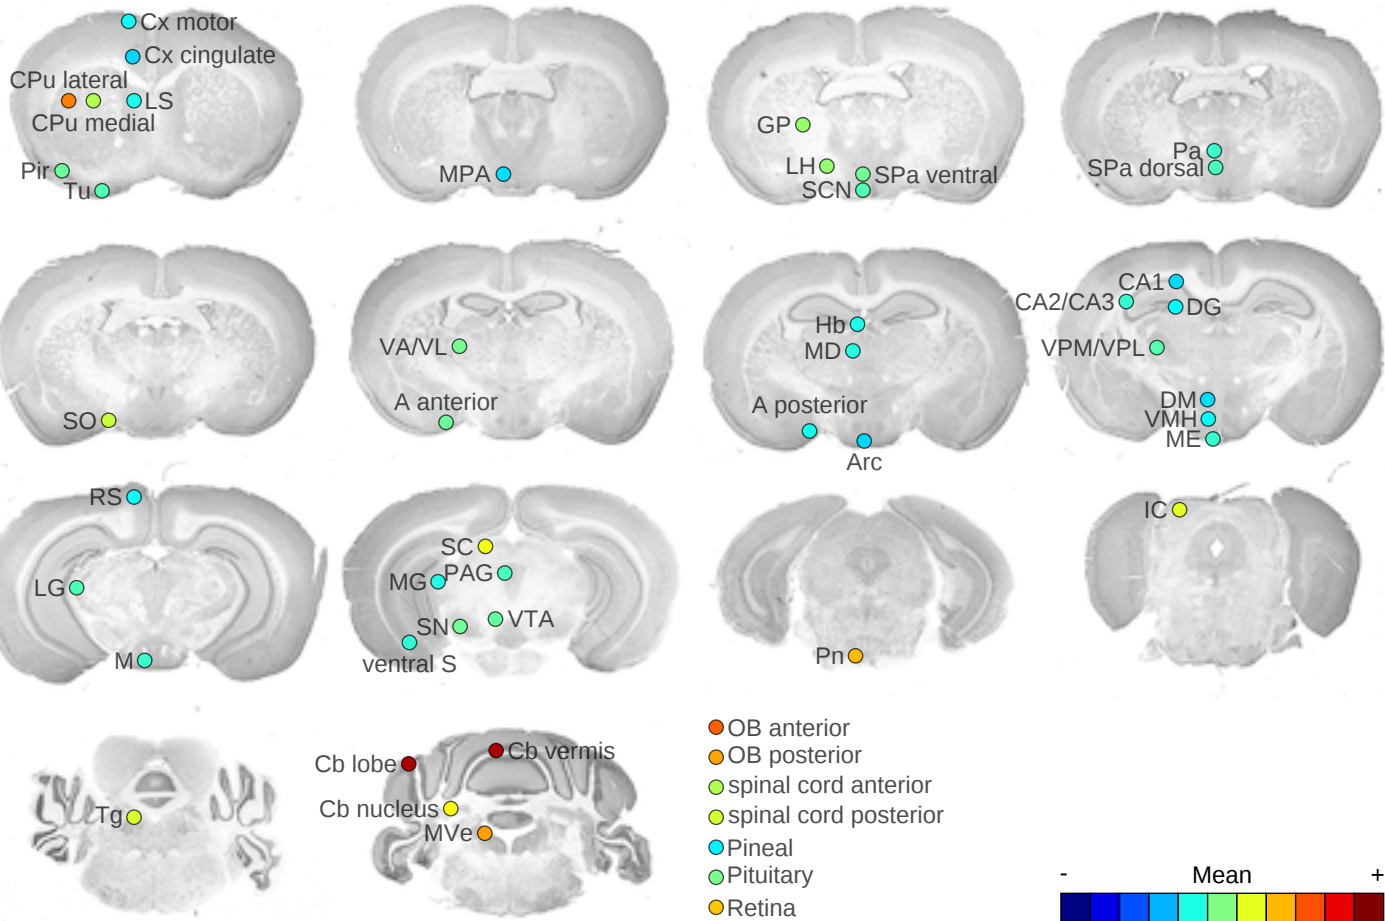 Cx motor
Cx cingulate
CPu lateral
LS
CPu medial
Pir
Tu
MPA
GP
LH
SPa ventral
SCN
Pa
SPa dorsal
SO
VA/VL
A anterior
Hb
MD
A posterior
Arc
CA1
CA2/CA3
DG
VPM/VPL
DM
VMH
ME
RS
LG
M
SC
MG
PAG
SN
VTA
ventral S
Pn
IC
Tg
Cb lobe
Cb vermis
Cb nucleus
MVe
OB anterior
OB posterior
spinal cord anterior
spinal cord posterior
Pineal
Pituitary
Retina
- Mean +